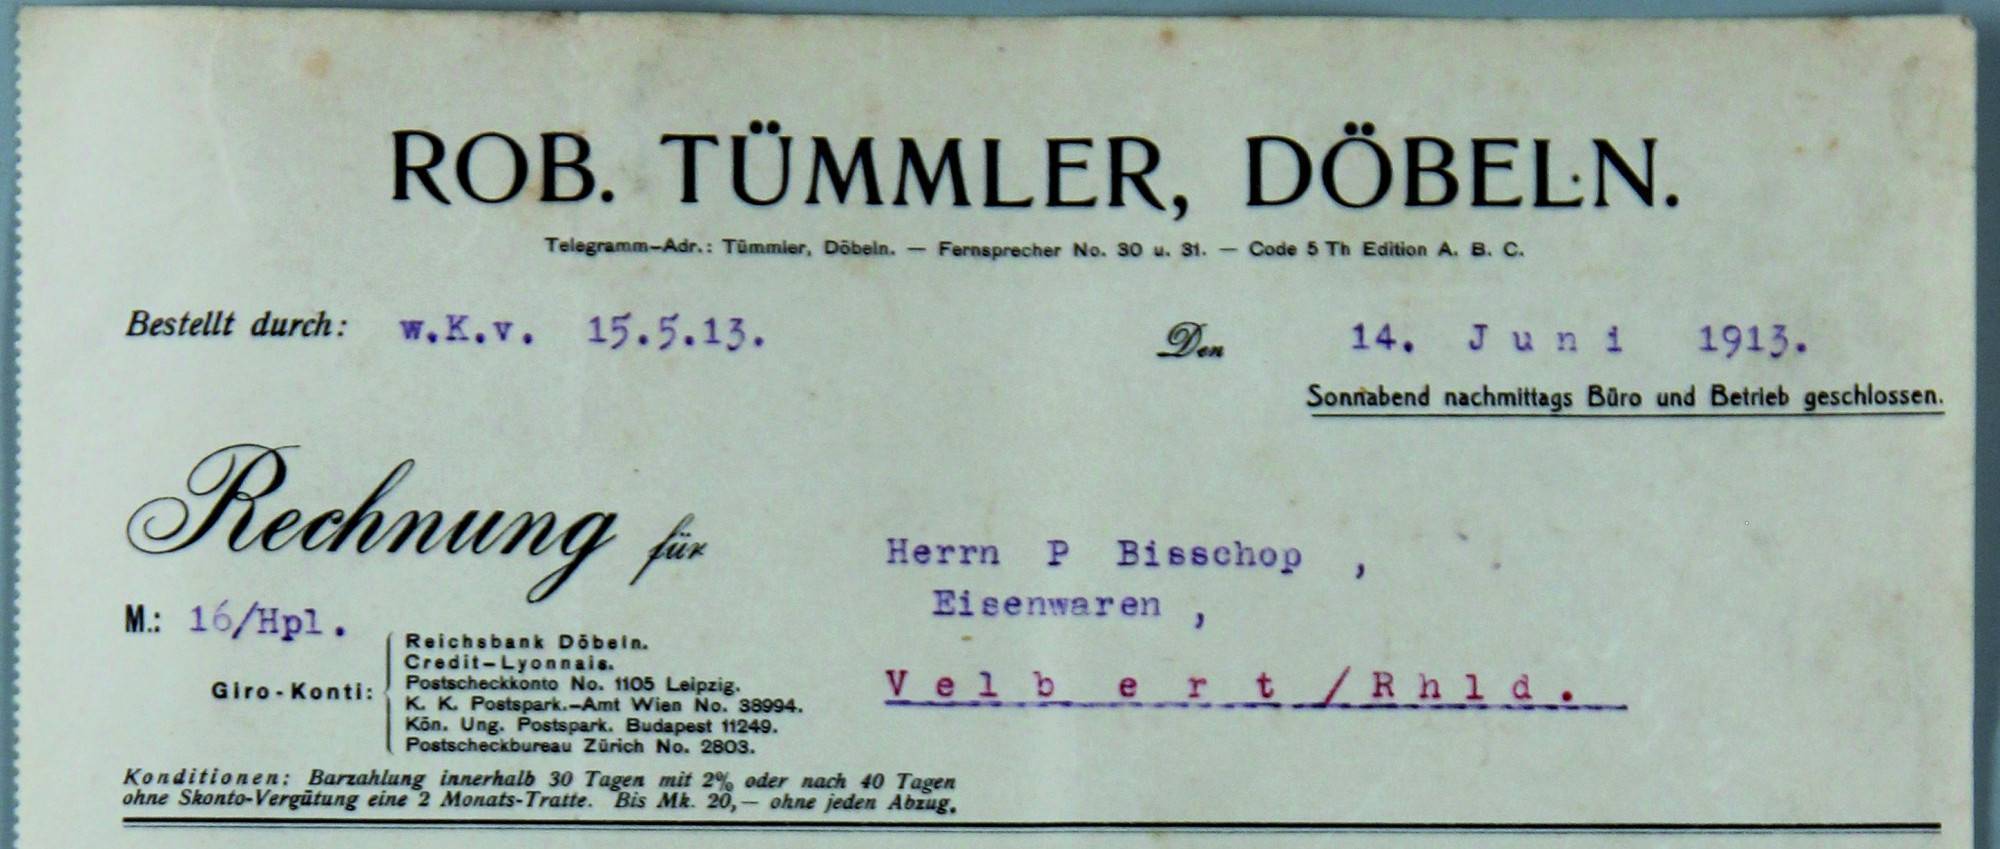 ROB. TÜMMLER, DÖBELN.
Telegramm-Adr.: Tümmler, Döbeln. — Fernsprecher No. 30 u. 31. — Code 5 Th Edition A. B. C.
Bestellt durch: w.K.v. 15.5.13. Den 14. Juni 1913.
Sonnabend nachmittags Büro und Betrieb geschlossen.
Rechnung für
Herrn P Bisschop ,
Eisenwaren ,
M.: 16/Hpl.
Velbert/Rhld.
Giro-Konti:
Reichsbank Döbeln.
Credit-Lyonnais.
Postscheckkonto No. 1105 Leipzig.
K. K. Postspark.-Amt Wien No. 38994.
Kön. Ung. Postspark. Budapest 11249.
Postscheckbureau Zürich No. 2803.
Konditionen: Barzahlung innerhalb 30 Tagen mit 2% oder nach 40 Tagen
ohne Skonto-Vergütung eine 2 Monats-Tratte. Bis Mk. 20,— ohne jeden Abzug.